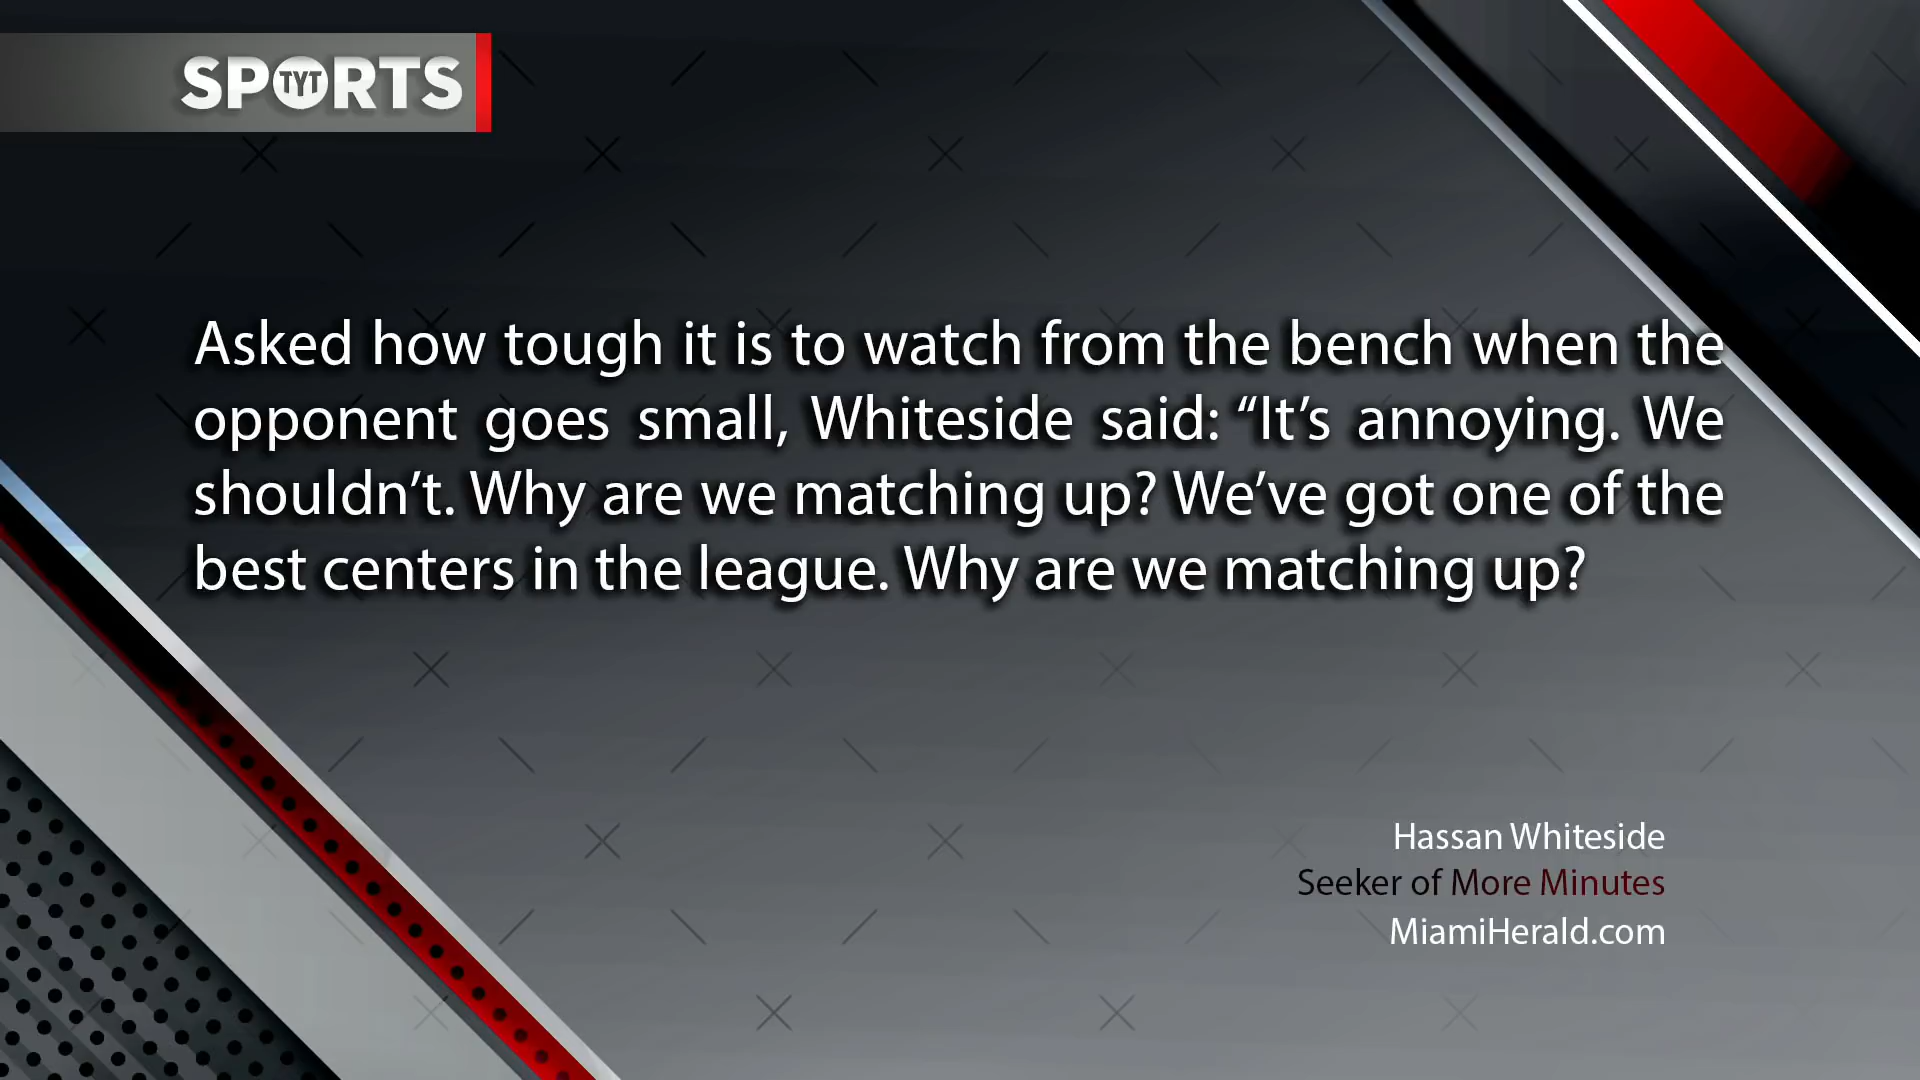 SPORTS
TYT
Asked how tough it is to watch from the bench when the
opponent goes small, Whiteside said: “It’s annoying. We
shouldn’t. Why are we matching up? We’ve got one of the
best centers in the league. Why are we matching up?
Hassan Whiteside
Seeker of More Minutes
MiamiHerald.com